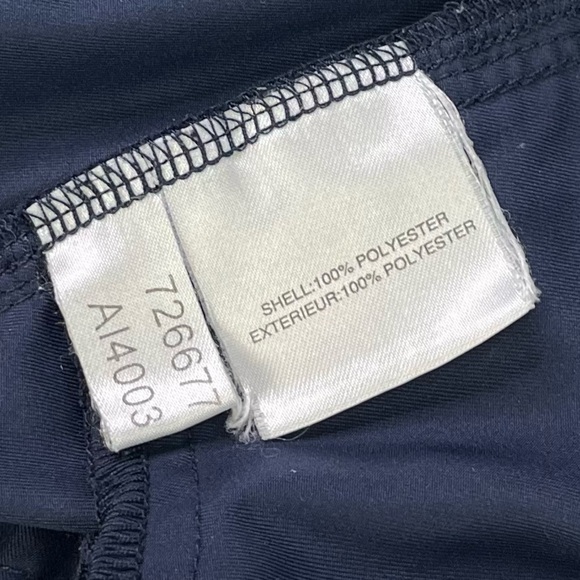 726677
AI4003
SHELL:100% POLYESTER
EXTERIEUR:100% POLYESTER